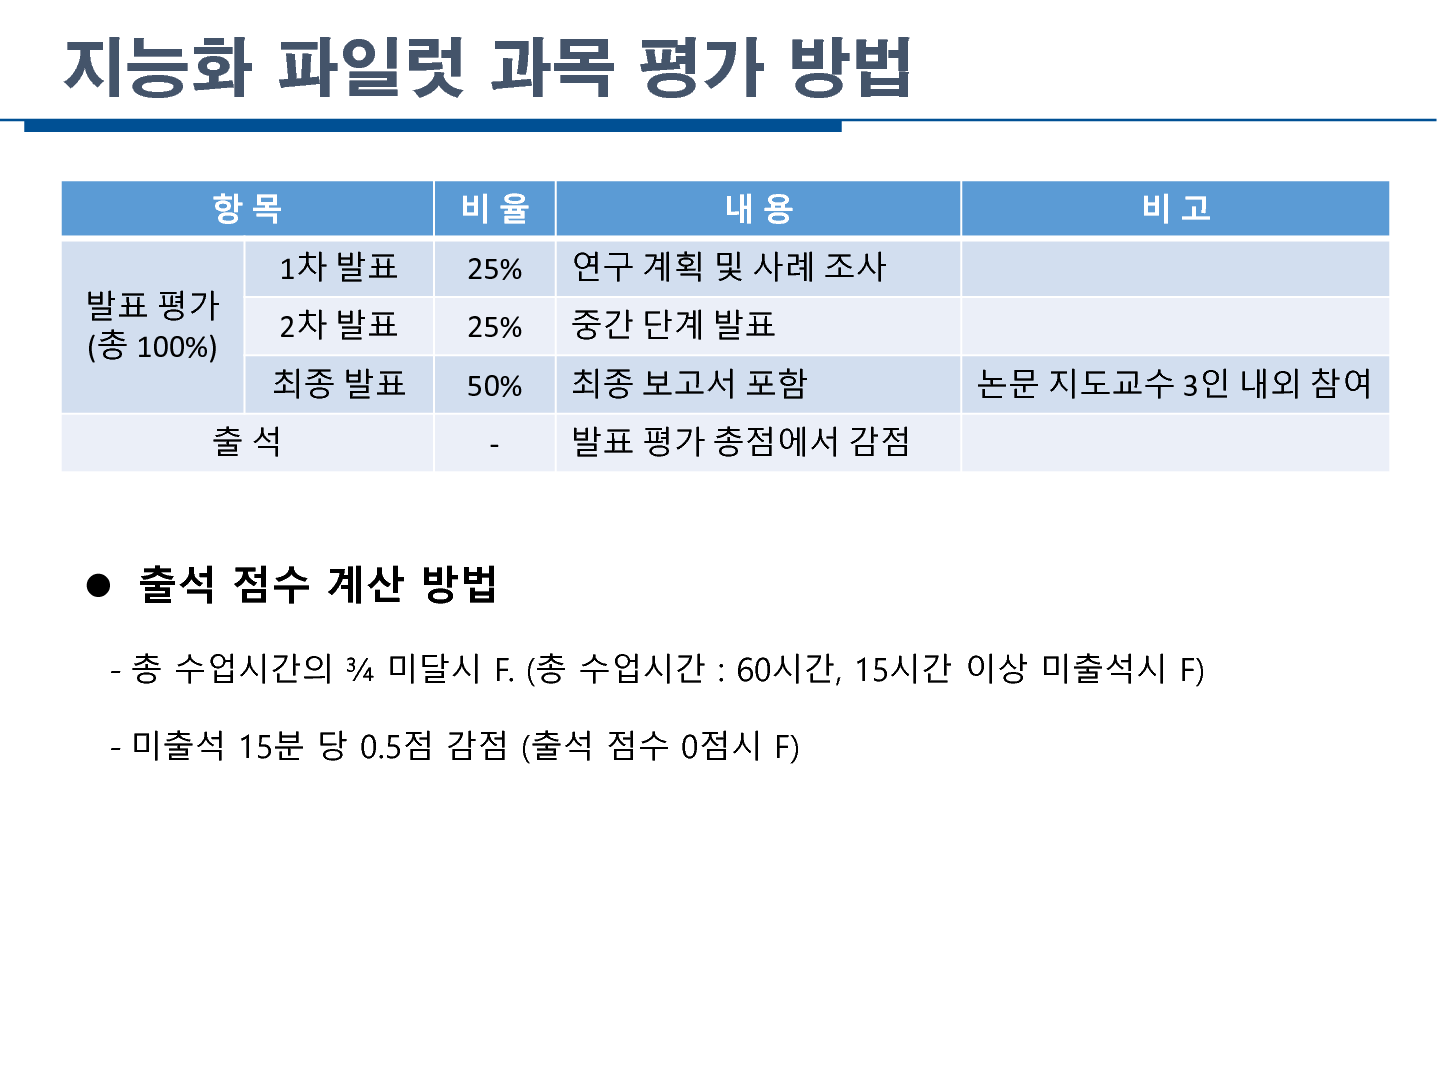 지능화 파일럿 과목 평가 방법
항 목 비 율 내 용 비 고
발표 평가
(총 100%)
1차 발표 25% 연구 계획 및 사례 조사
2차 발표 25% 중간 단계 발표
최종 발표 50% 최종 보고서 포함 논문 지도교수 3인 내외 참여
출 석 - 발표 평가 총점에서 감점
● 출석 점수 계산 방법
- 총 수업시간의 ¾ 미달시 F. (총 수업시간 : 60시간, 15시간 이상 미출석시 F)
- 미출석 15분 당 0.5점 감점 (출석 점수 0점시 F)